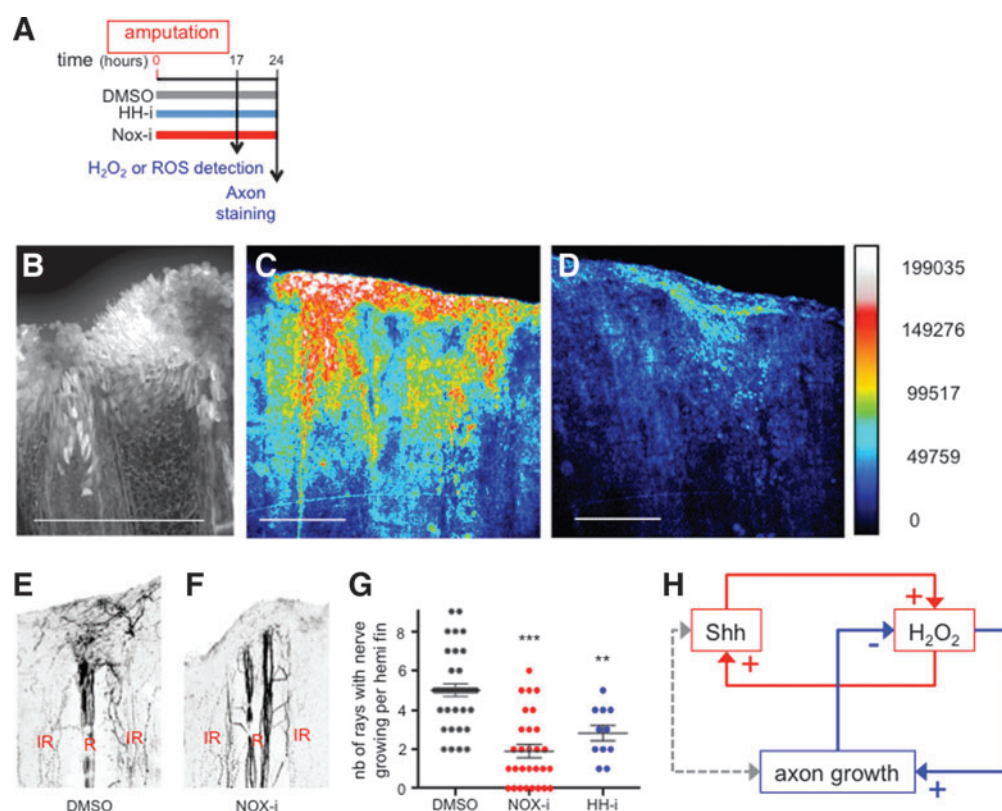 A
amputation
time (hours) 0 17 24
DMSO
HH-i
Nox-i
H₂O₂ or ROS detection
Axon
staining
B C D
199035
149276
99517
49759
0
E F G H
IR R IR
DMSO
IR R IR
NOX-i
nb of rays with nerve
growing per hemi fin
8
6
4
2
0
***
**
DMSO NOX-i HH-i
+
Shh
H₂O₂
-
+
axon growth
+